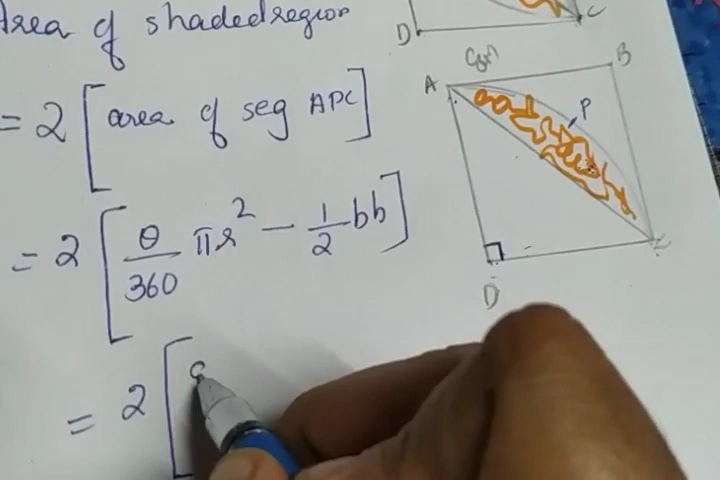 Area of shaded region
= 2 [area of seg APC]
= 2 [θ/360 πr² − 1/2 bh]
= 2 [
D C
A B
P
C
D